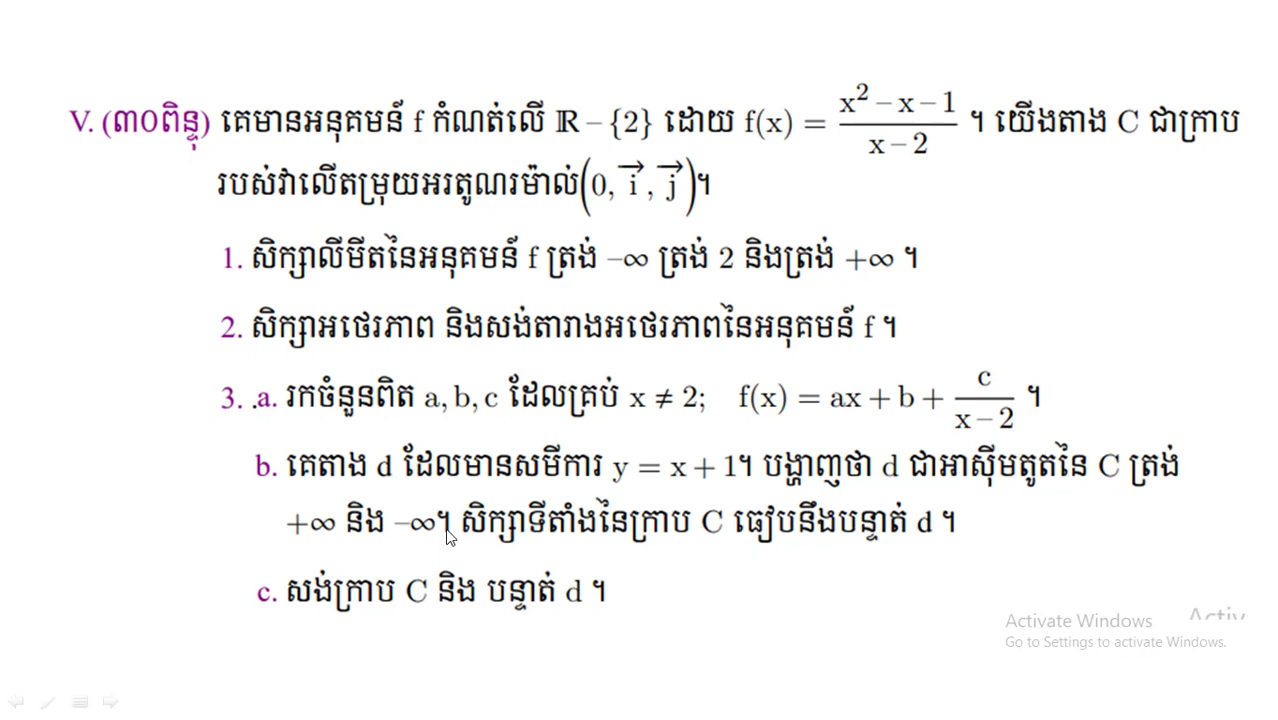 V. (៣០ពិន្ទុ) គេមានអនុគមន៍ f កំណត់លើ ℝ – {2} ដោយ f(x) = (x² – x – 1)/(x – 2) ។ យើងតាង C ជាក្រាប
របស់វាលើតម្រុយអរតូណរម៉ាល់(0, i⃗, j⃗)។
1. សិក្សាលីមីតនៃអនុគមន៍ f ត្រង់ –∞ ត្រង់ 2 និងត្រង់ +∞ ។
2. សិក្សាអថេរភាព និងសង់តារាងអថេរភាពនៃអនុគមន៍ f ។
3. .a. រកចំនួនពិត a, b, c ដែលគ្រប់ x ≠ 2; f(x) = ax + b + c/(x – 2) ។
b. គេតាង d ដែលមានសមីការ y = x + 1។ បង្ហាញថា d ជាអាស៊ីមតូតនៃ C ត្រង់
+∞ និង –∞។ សិក្សាទីតាំងនៃក្រាប C ធៀបនឹងបន្ទាត់ d ។
c. សង់ក្រាប C និង បន្ទាត់ d ។
Activate Windows Activ
Go to Settings to activate Windows.